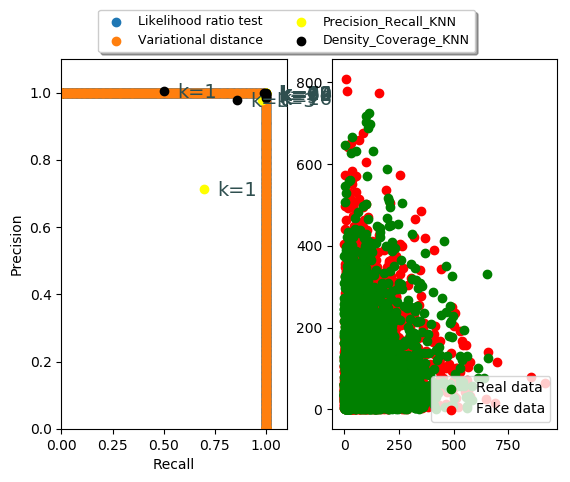 Likelihood ratio test
Variational distance
Precision_Recall_KNN
Density_Coverage_KNN
Precision
1.0
0.8
0.6
0.4
0.2
0.0
k=1
k=1
0.00
0.25
0.50
0.75
1.00
Recall
800
600
400
200
0
Real data
Fake data
0
250
500
750